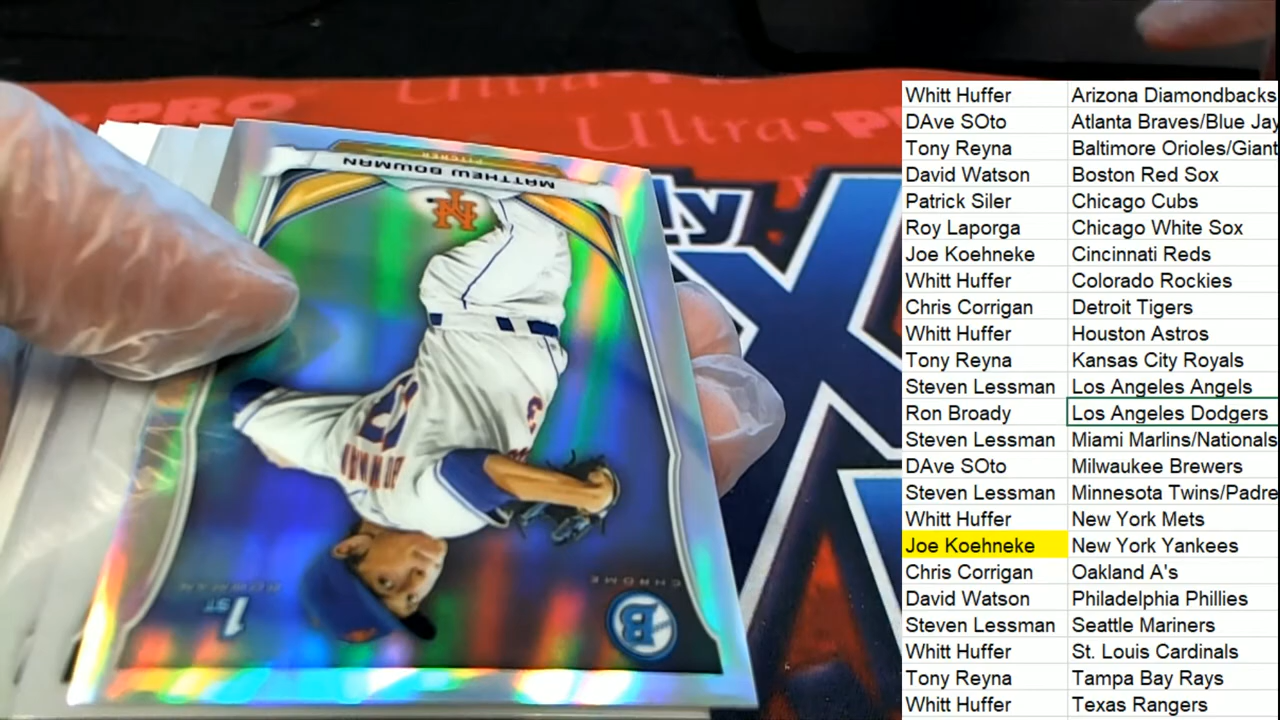 PRO
Ultra
Ultra•PRO
PITCHER
MATTHEW BOWMAN
NY
BOWMAN
3
CHROME
BOWMAN
1ST
B
Whitt Huffer Arizona Diamondbacks
DAve SOto Atlanta Braves/Blue Jay
Tony Reyna Baltimore Orioles/Giant
David Watson Boston Red Sox
Patrick Siler Chicago Cubs
Roy Laporga Chicago White Sox
Joe Koehneke Cincinnati Reds
Whitt Huffer Colorado Rockies
Chris Corrigan Detroit Tigers
Whitt Huffer Houston Astros
Tony Reyna Kansas City Royals
Steven Lessman Los Angeles Angels
Ron Broady Los Angeles Dodgers
Steven Lessman Miami Marlins/Nationals
DAve SOto Milwaukee Brewers
Steven Lessman Minnesota Twins/Padre
Whitt Huffer New York Mets
Joe Koehneke New York Yankees
Chris Corrigan Oakland A's
David Watson Philadelphia Phillies
Steven Lessman Seattle Mariners
Whitt Huffer St. Louis Cardinals
Tony Reyna Tampa Bay Rays
Whitt Huffer Texas Rangers